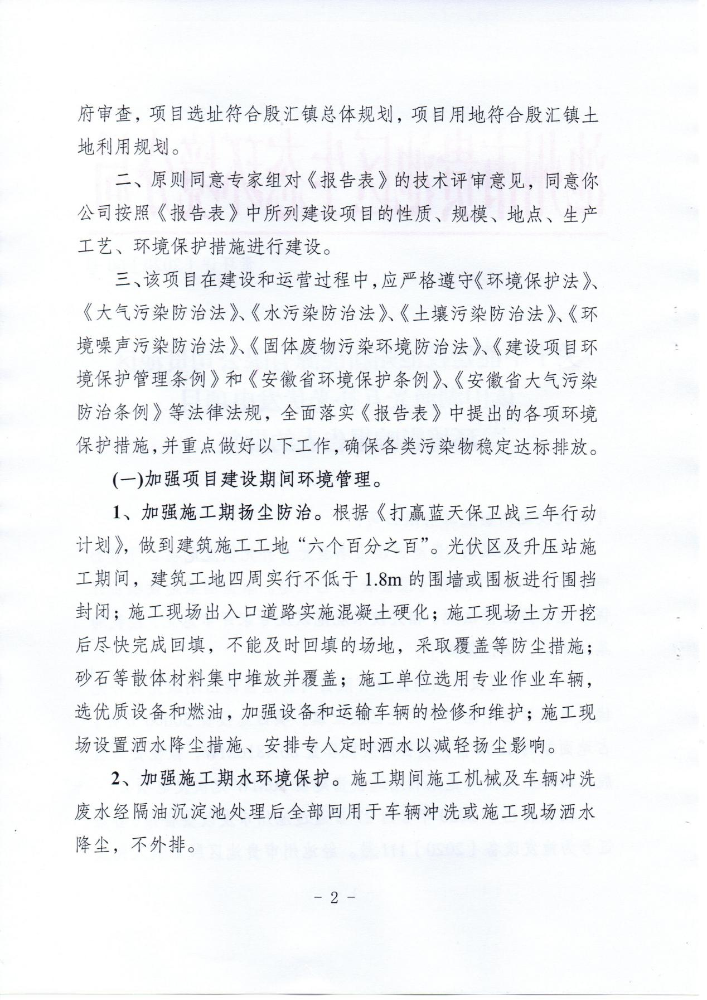 府审查，项目选址符合殷汇镇总体规划，项目用地符合殷汇镇土
地利用规划。
二、原则同意专家组对《报告表》的技术评审意见，同意你
公司按照《报告表》中所列建设项目的性质、规模、地点、生产
工艺、环境保护措施进行建设。
三、该项目在建设和运营过程中，应严格遵守《环境保护法》、
《大气污染防治法》、《水污染防治法》、《土壤污染防治法》、《环
境噪声污染防治法》、《固体废物污染环境防治法》、《建设项目环
境保护管理条例》和《安徽省环境保护条例》、《安徽省大气污染
防治条例》等法律法规，全面落实《报告表》中提出的各项环境
保护措施，并重点做好以下工作，确保各类污染物稳定达标排放。
(一)加强项目建设期间环境管理。
1、加强施工期扬尘防治。根据《打赢蓝天保卫战三年行动
计划》，做到建筑施工工地“六个百分之百”。光伏区及升压站施
工期间，建筑工地四周实行不低于 1.8m 的围墙或围板进行围挡
封闭；施工现场出入口道路实施混凝土硬化；施工现场土方开挖
后尽快完成回填，不能及时回填的场地，采取覆盖等防尘措施；
砂石等散体材料集中堆放并覆盖；施工单位选用专业作业车辆，
选优质设备和燃油，加强设备和运输车辆的检修和维护；施工现
场设置洒水降尘措施、安排专人定时洒水以减轻扬尘影响。
2、加强施工期水环境保护。施工期间施工机械及车辆冲洗
废水经隔油沉淀池处理后全部回用于车辆冲洗或施工现场洒水
降尘，不外排。
- 2 -